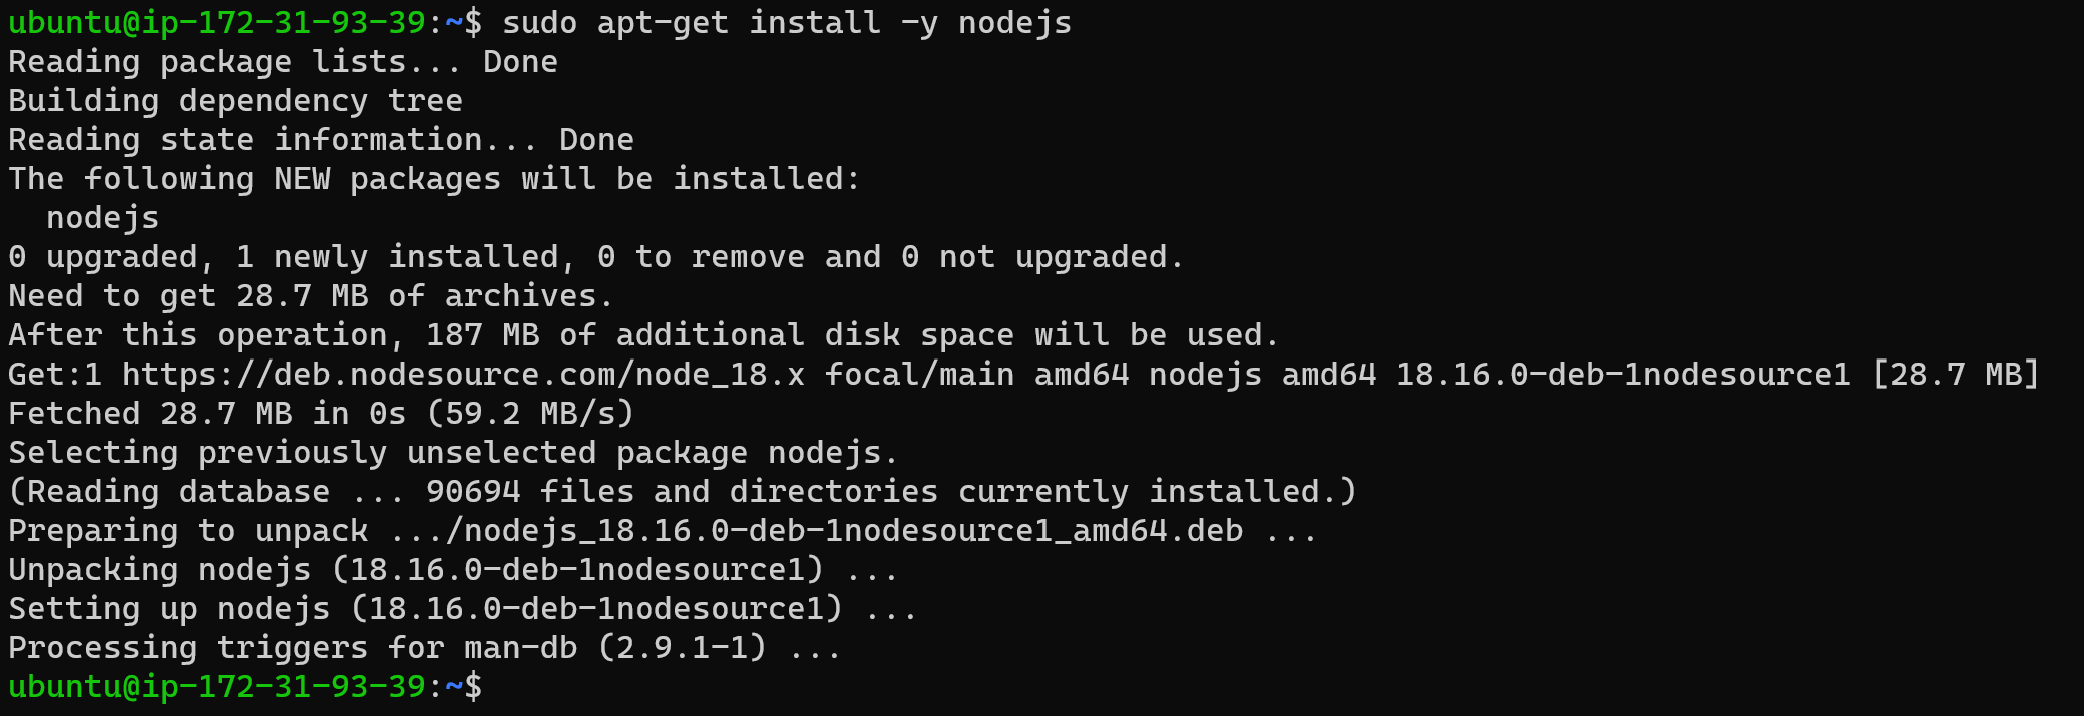 ubuntu@ip-172-31-93-39:~$ sudo apt-get install -y nodejs
Reading package lists... Done
Building dependency tree
Reading state information... Done
The following NEW packages will be installed:
  nodejs
0 upgraded, 1 newly installed, 0 to remove and 0 not upgraded.
Need to get 28.7 MB of archives.
After this operation, 187 MB of additional disk space will be used.
Get:1 https://deb.nodesource.com/node_18.x focal/main amd64 nodejs amd64 18.16.0-deb-1nodesource1 [28.7 MB]
Fetched 28.7 MB in 0s (59.2 MB/s)
Selecting previously unselected package nodejs.
(Reading database ... 90694 files and directories currently installed.)
Preparing to unpack .../nodejs_18.16.0-deb-1nodesource1_amd64.deb ...
Unpacking nodejs (18.16.0-deb-1nodesource1) ...
Setting up nodejs (18.16.0-deb-1nodesource1) ...
Processing triggers for man-db (2.9.1-1) ...
ubuntu@ip-172-31-93-39:~$